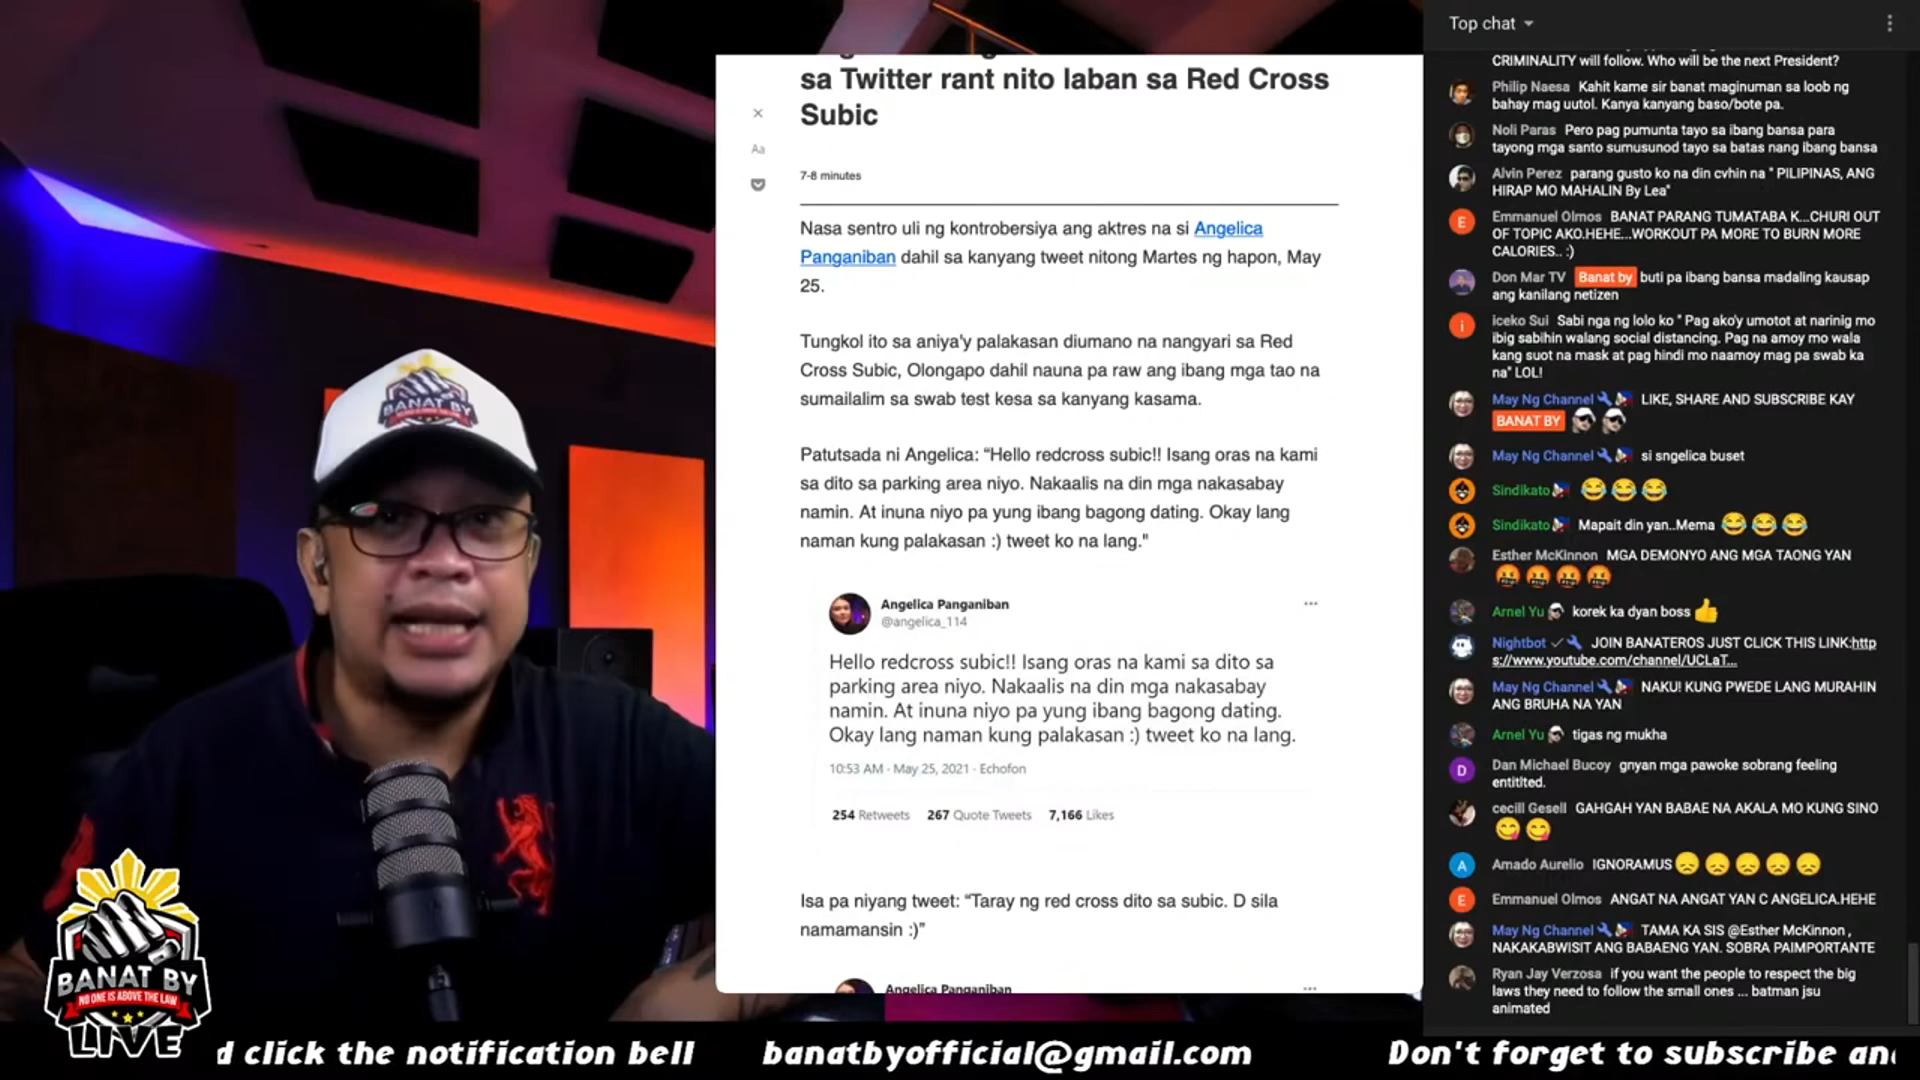 BANAT BY
sa Twitter rant nito laban sa Red Cross
Subic
Aa
7-8 minutes
Nasa sentro uli ng kontrobersiya ang aktres na si Angelica
Panganiban dahil sa kanyang tweet nitong Martes ng hapon, May
25.
Tungkol ito sa aniya'y palakasan diumano na nangyari sa Red
Cross Subic, Olongapo dahil nauna pa raw ang ibang mga tao na
sumailalim sa swab test kesa sa kanyang kasama.
Patutsada ni Angelica: “Hello redcross subic!! Isang oras na kami
sa dito sa parking area niyo. Nakaalis na din mga nakasabay
namin. At inuna niyo pa yung ibang bagong dating. Okay lang
naman kung palakasan :) tweet ko na lang."
Angelica Panganiban
@angelica_114
Hello redcross subic!! Isang oras na kami sa dito sa
parking area niyo. Nakaalis na din mga nakasabay
namin. At inuna niyo pa yung ibang bagong dating.
Okay lang naman kung palakasan :) tweet ko na lang.
10:53 AM · May 25, 2021 · Echofon
254 Retweets 267 Quote Tweets 7,166 Likes
Isa pa niyang tweet: “Taray ng red cross dito sa subic. D sila
namamansin :)”
Angelica Panganiban
Top chat
CRIMINALITY will follow. Who will be the next President?
Philip Naesa Kahit kame sir banat maginuman sa loob ng
bahay mag uutol. Kanya kanyang baso/bote pa.
Noli Paras Pero pag pumunta tayo sa ibang bansa para
tayong mga santo sumusunod tayo sa batas nang ibang bansa
Alvin Perez parang gusto ko na din cvhin na " PILIPINAS, ANG
HIRAP MO MAHALIN By Lea"
E
Emmanuel Olmos BANAT PARANG TUMATABA K...CHURI OUT
OF TOPIC AKO.HEHE...WORKOUT PA MORE TO BURN MORE
CALORIES.. :)
Don Mar TV Banat by buti pa ibang bansa madaling kausap
ang kanilang netizen
i
iceko Sui Sabi nga ng lolo ko " Pag ako'y umotot at narinig mo
ibig sabihin walang social distancing. Pag na amoy mo wala
kang suot na mask at pag hindi mo naamoy mag pa swab ka
na" LOL!
May Ng Channel LIKE, SHARE AND SUBSCRIBE KAY
BANAT BY
May Ng Channel si sngelica buset
Sindikato 😂😂😂
Sindikato Mapait din yan..Mema 😂😂😂
Esther McKinnon MGA DEMONYO ANG MGA TAONG YAN
🤬🤬🤬🤬
Arnel Yu korek ka dyan boss 👍
Nightbot JOIN BANATEROS JUST CLICK THIS LINK:http
s://www.youtube.com/channel/UCLaT...
May Ng Channel NAKU! KUNG PWEDE LANG MURAHIN
ANG BRUHA NA YAN
Arnel Yu tigas ng mukha
D
Dan Michael Bucoy gnyan mga pawoke sobrang feeling
entitlted.
cecill Gesell GAHGAH YAN BABAE NA AKALA MO KUNG SINO
😋😋
A
Amado Aurelio IGNORAMUS 😞😞😞😞😞
E
Emmanuel Olmos ANGAT NA ANGAT YAN C ANGELICA.HEHE
May Ng Channel TAMA KA SIS @Esther McKinnon ,
NAKAKABWISIT ANG BABAENG YAN. SOBRA PAIMPORTANTE
Ryan Jay Verzosa if you want the people to respect the big
laws they need to follow the small ones ... batman jsu
animated
BANAT BY
NO ONE IS ABOVE THE LAW
LIVE
d click the notification bell banatbyofficial@gmail.com Don't forget to subscribe an